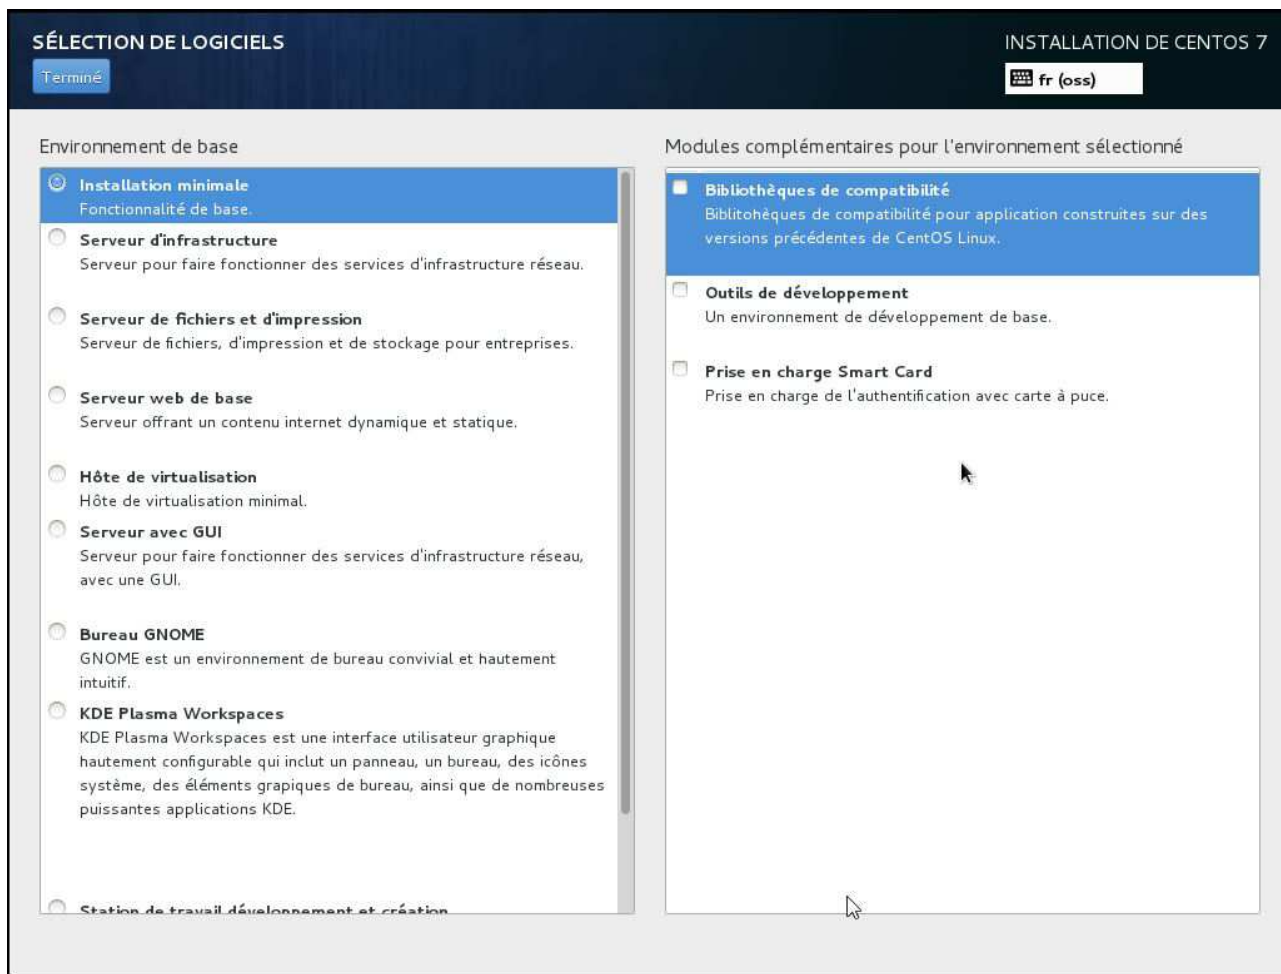 SÉLECTION DE LOGICIELS
Terminé
INSTALLATION DE CENTOS 7
fr (oss)
Environnement de base
Installation minimale
Fonctionnalité de base.
Serveur d'infrastructure
Serveur pour faire fonctionner des services d'infrastructure réseau.
Serveur de fichiers et d'impression
Serveur de fichiers, d'impression et de stockage pour entreprises.
Serveur web de base
Serveur offrant un contenu internet dynamique et statique.
Hôte de virtualisation
Hôte de virtualisation minimal.
Serveur avec GUI
Serveur pour faire fonctionner des services d'infrastructure réseau,
avec une GUI.
Bureau GNOME
GNOME est un environnement de bureau convivial et hautement
intuitif.
KDE Plasma Workspaces
KDE Plasma Workspaces est une interface utilisateur graphique
hautement configurable qui inclut un panneau, un bureau, des icônes
système, des éléments grapiques de bureau, ainsi que de nombreuses
puissantes applications KDE.
Station de travail développement et création
Modules complémentaires pour l'environnement sélectionné
Bibliothèques de compatibilité
Biblitohèques de compatibilité pour application construites sur des
versions précédentes de CentOS Linux.
Outils de développement
Un environnement de développement de base.
Prise en charge Smart Card
Prise en charge de l'authentification avec carte à puce.